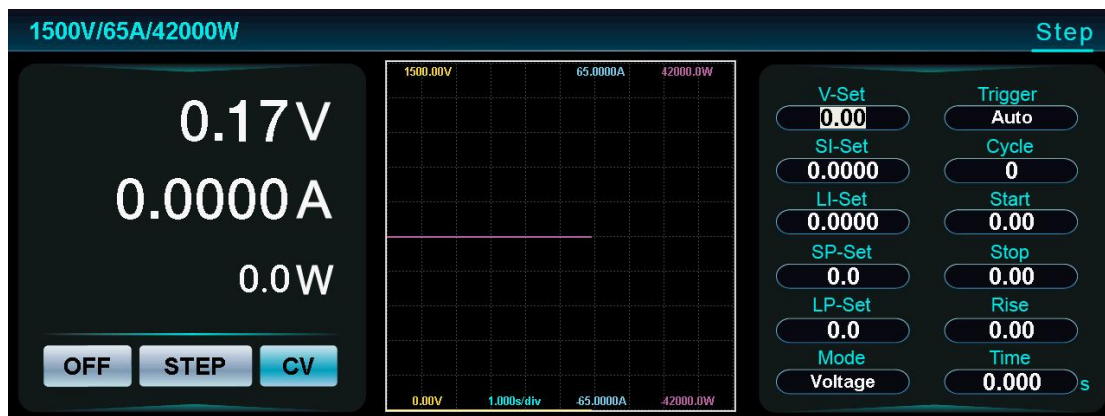 1500V/65A/42000W
Step
0.17V
0.0000A
0.0W
OFF STEP CV
1500.00V 65.0000A 42000.0W
0.00V 1.000s/div -65.0000A -42000.0W
V-Set Trigger
0.00 Auto
SI-Set Cycle
0.0000 0
LI-Set Start
0.0000 0.00
SP-Set Stop
0.0 0.00
LP-Set Rise
0.0 0.00
Mode Time
Voltage 0.000 s